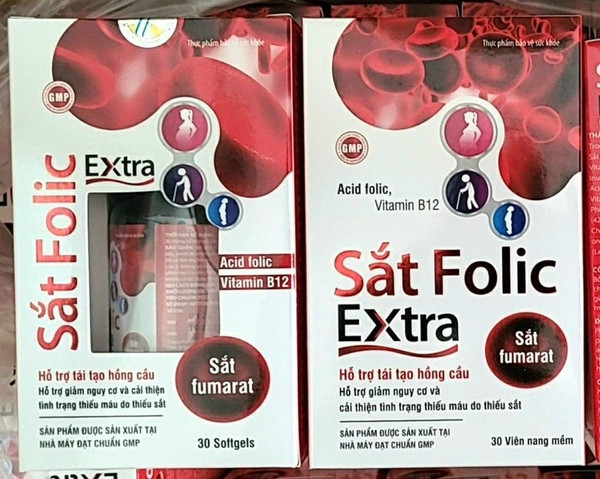 Thực phẩm bảo vệ sức khỏe
GMP
Sắt Folic
Extra
Acid folic
Vitamin B12
Sắt
fumarat
Hỗ trợ tái tạo hồng cầu
Hỗ trợ giảm nguy cơ và cải thiện
tình trạng thiếu máu do thiếu sắt
SẢN PHẨM ĐƯỢC SẢN XUẤT TẠI
NHÀ MÁY ĐẠT CHUẨN GMP
30 Softgels
Thực phẩm bảo vệ sức khỏe
GMP
Acid folic,
Vitamin B12
Sắt Folic
Extra
Sắt
fumarat
Hỗ trợ tái tạo hồng cầu
Hỗ trợ giảm nguy cơ và
cải thiện tình trạng thiếu máu do thiếu sắt
SẢN PHẨM ĐƯỢC SẢN XUẤT TẠI
NHÀ MÁY ĐẠT CHUẨN GMP
30 Viên nang mềm